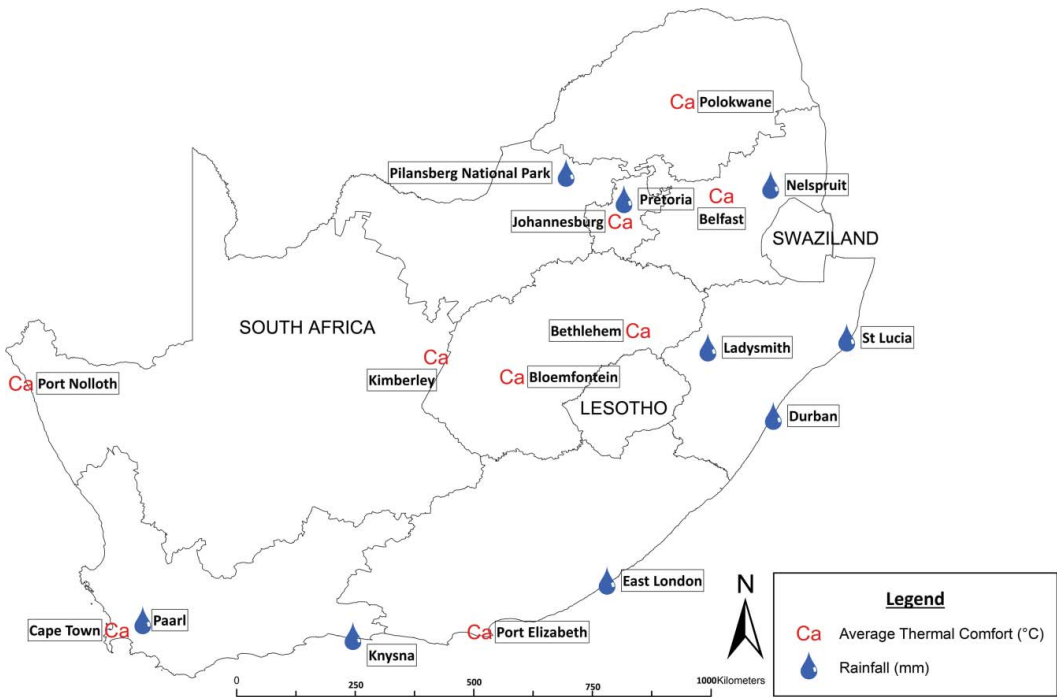 Ca Polokwane
Pilansberg National Park
Nelspruit
Pretoria
Ca
Belfast
Johannesburg Ca
SWAZILAND
SOUTH AFRICA
Bethlehem Ca
St Lucia
Ladysmith
Ca
Kimberley
Ca Bloemfontein
Ca Port Nolloth
LESOTHO
Durban
East London
N
Cape Town Ca
Paarl
Ca Port Elizabeth
Knysna
Legend
Ca Average Thermal Comfort (°C)
Rainfall (mm)
0 250 500 750 1000Kilometers